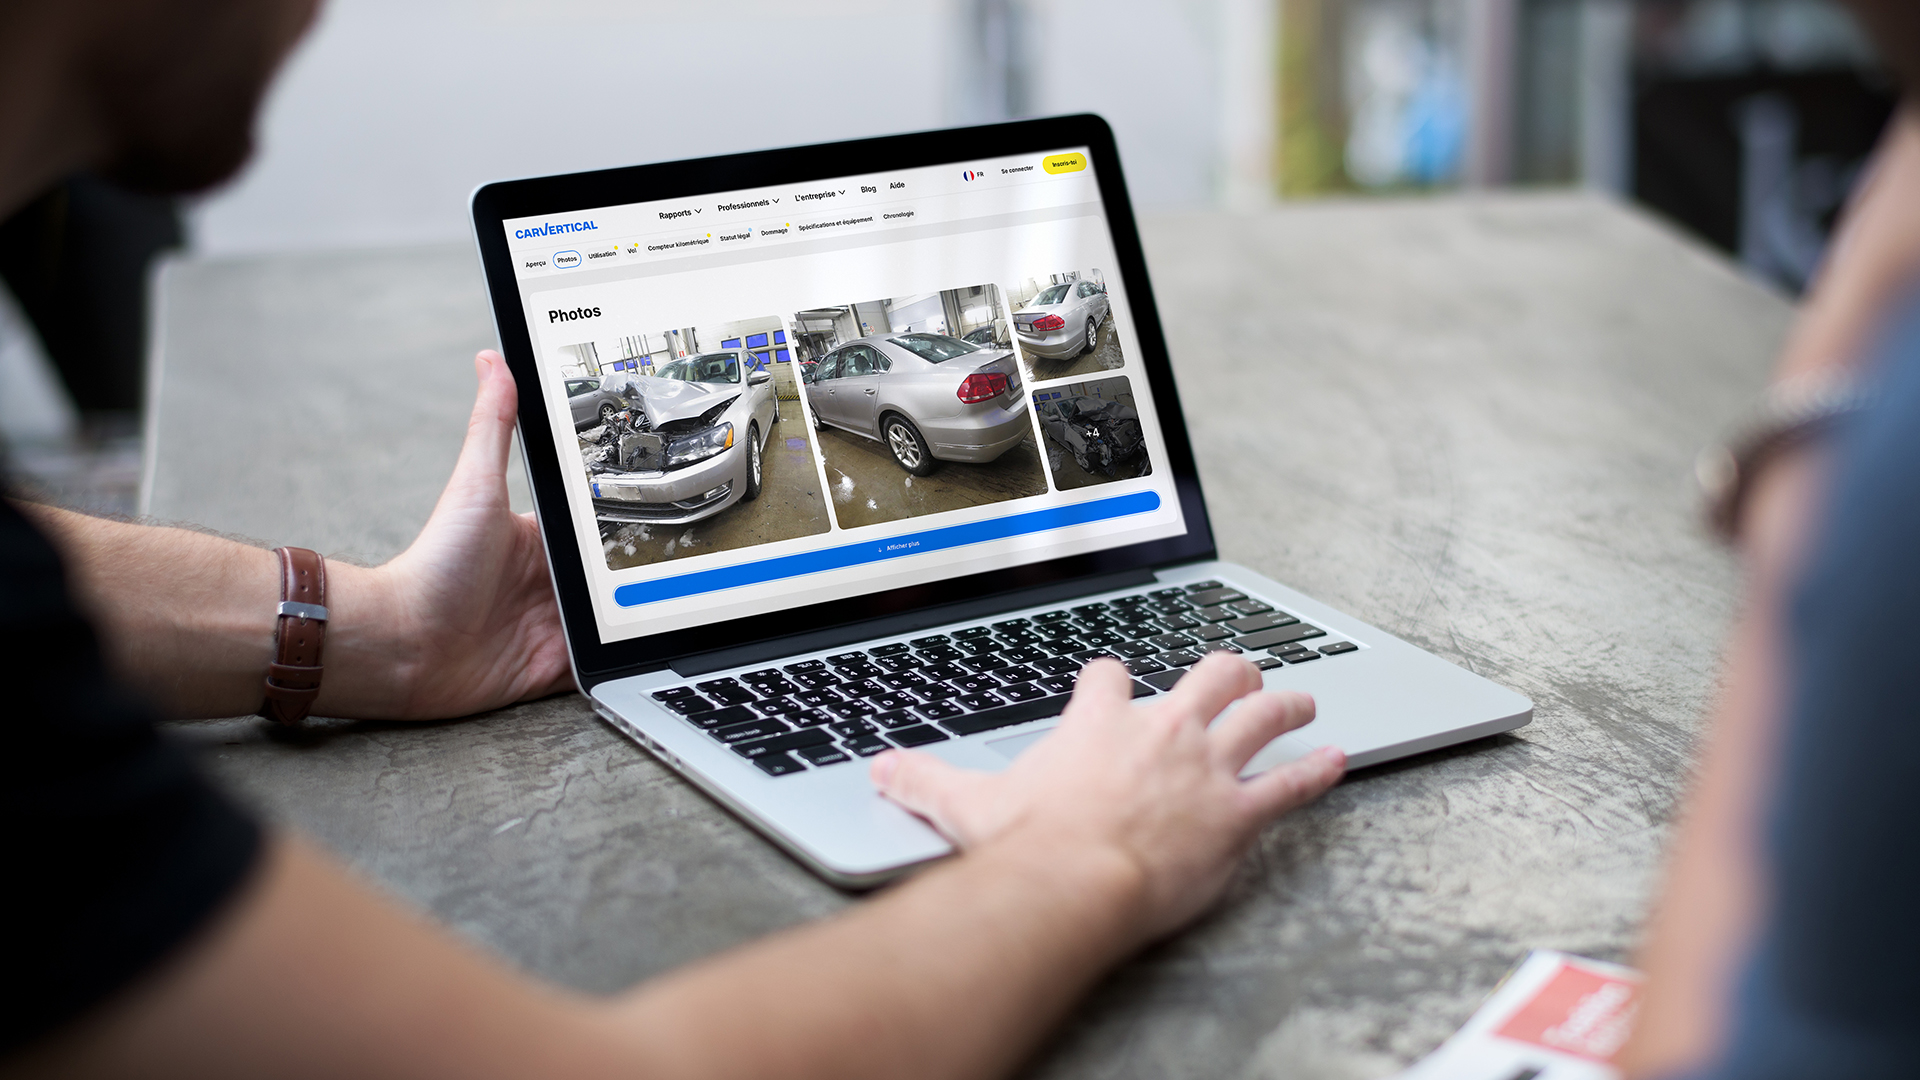 CARVERTICAL
Rapports
Professionnels
L'entreprise
Blog
Aide
FR
Se connecter
Inscris-toi
Aperçu
Photos
Utilisation
Vol
Compteur kilométrique
Statut légal
Dommage
Spécifications et équipement
Chronologie
Photos
+4
Afficher plus